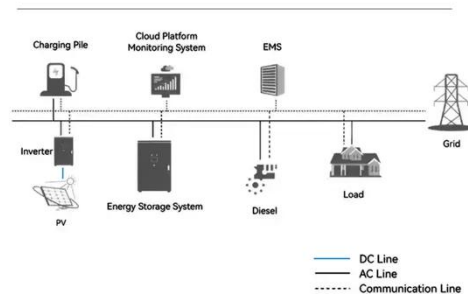 Charging Pile
Cloud Platform
Monitoring System
EMS
Inverter
Grid
PV
Energy Storage System
Diesel
Load
DC Line
AC Line
Communication Line